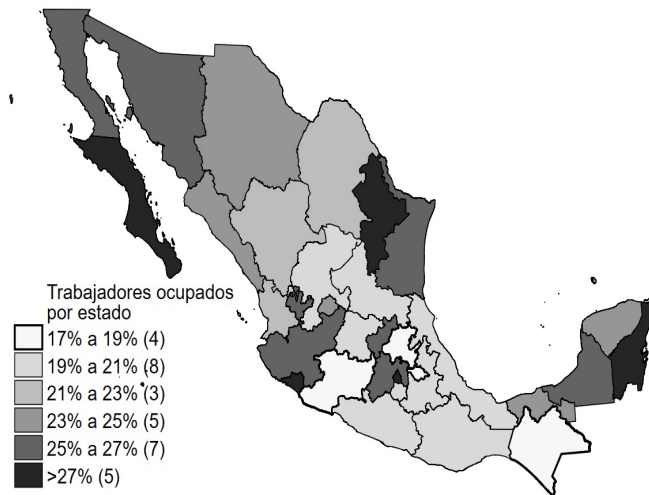 Trabajadores ocupados
por estado
17% a 19% (4)
19% a 21% (8)
21% a 23% (3)
23% a 25% (5)
25% a 27% (7)
>27% (5)